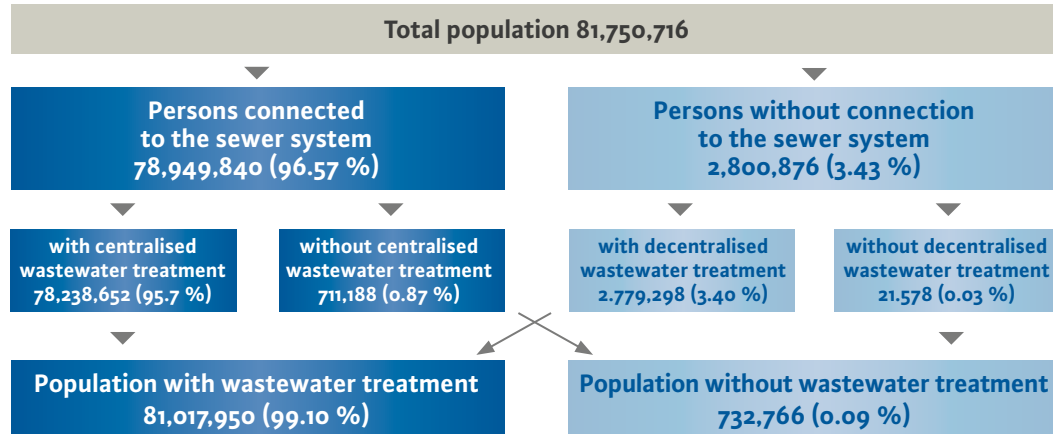 Total population 81,750,716
Persons connected
to the sewer system
78,949,840 (96.57 %)
Persons without connection
to the sewer system
2,800,876 (3.43 %)
with centralised
wastewater treatment
78,238,652 (95.7 %)
without centralised
wastewater treatment
711,188 (0.87 %)
with decentralised
wastewater treatment
2.779,298 (3.40 %)
without decentralised
wastewater treatment
21.578 (0.03 %)
Population with wastewater treatment
81,017,950 (99.10 %)
Population without wastewater treatment
732,766 (0.09 %)